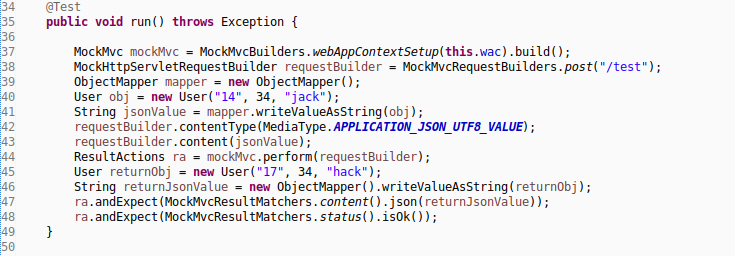 34 @Test
35 public void run() throws Exception {
36
37 MockMvc mockMvc = MockMvcBuilders.webAppContextSetup(this.wac).build();
38 MockHttpServletRequestBuilder requestBuilder = MockMvcRequestBuilders.post("/test");
39 ObjectMapper mapper = new ObjectMapper();
40 User obj = new User("14", 34, "jack");
41 String jsonValue = mapper.writeValueAsString(obj);
42 requestBuilder.contentType(MediaType.APPLICATION_JSON_UTF8_VALUE);
43 requestBuilder.content(jsonValue);
44 ResultActions ra = mockMvc.perform(requestBuilder);
45 User returnObj = new User("17", 34, "hack");
46 String returnJsonValue = new ObjectMapper().writeValueAsString(returnObj);
47 ra.andExpect(MockMvcResultMatchers.content().json(returnJsonValue));
48 ra.andExpect(MockMvcResultMatchers.status().isOk());
49 }
50